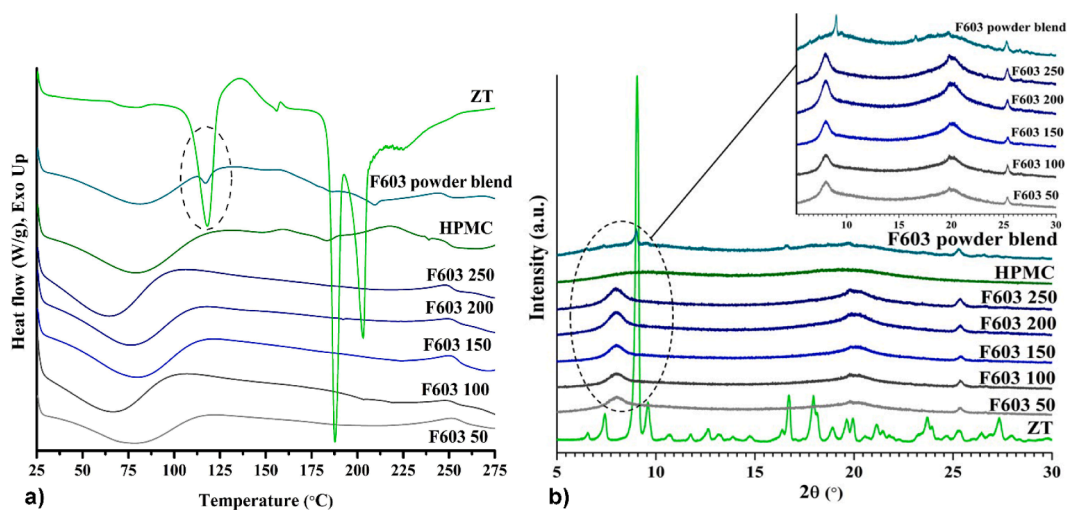 ZT
F603 powder blend
HPMC
F603 250
F603 200
F603 150
F603 100
F603 50
25 50 75 100 125 150 175 200 225 250 275
Temperature (°C)
Heat flow (W/g), Exo Up
a)
F603 powder blend
F603 250
F603 200
F603 150
F603 100
F603 50
10 15 20 25 30
F603 powder blend
HPMC
F603 250
F603 200
F603 150
F603 100
F603 50
ZT
5 10 15 20 25 30
2θ (°)
Intensity (a.u.)
b)